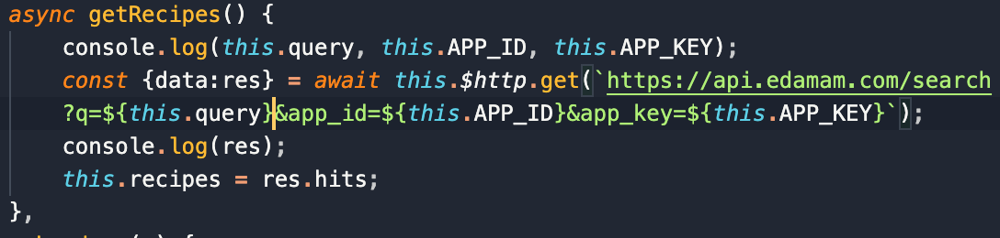 async getRecipes() {
console.log(this.query, this.APP_ID, this.APP_KEY);
const {data:res} = await this.$http.get(`https://api.edamam.com/search
?q=${this.query}&app_id=${this.APP_ID}&app_key=${this.APP_KEY}`);
console.log(res);
this.recipes = res.hits;
},